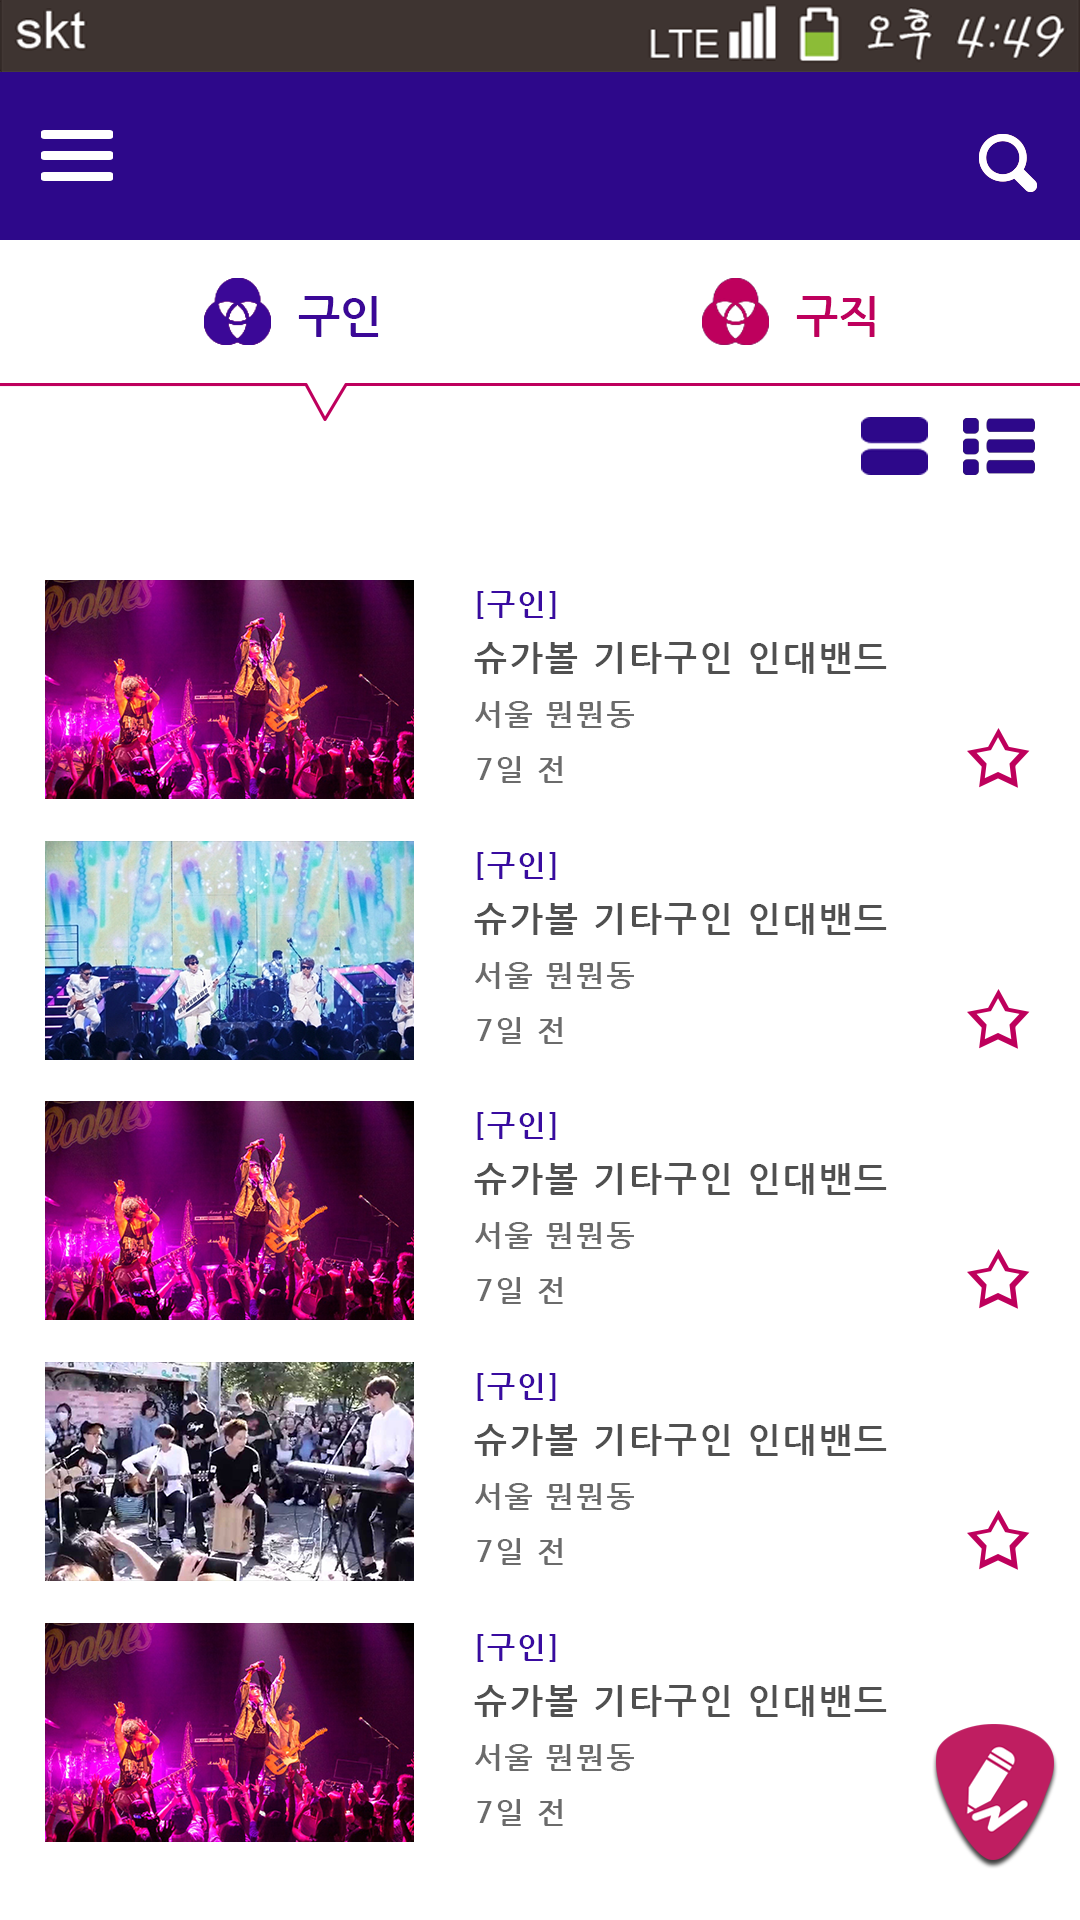 skt LTE 오후 4:49
구인 구직
Rookies
[구인]
슈가볼 기타구인 인대밴드
서울 뭔뭔동
7일 전
[구인]
슈가볼 기타구인 인대밴드
서울 뭔뭔동
7일 전
Rookies
[구인]
슈가볼 기타구인 인대밴드
서울 뭔뭔동
7일 전
[구인]
슈가볼 기타구인 인대밴드
서울 뭔뭔동
7일 전
Rookies
[구인]
슈가볼 기타구인 인대밴드
서울 뭔뭔동
7일 전